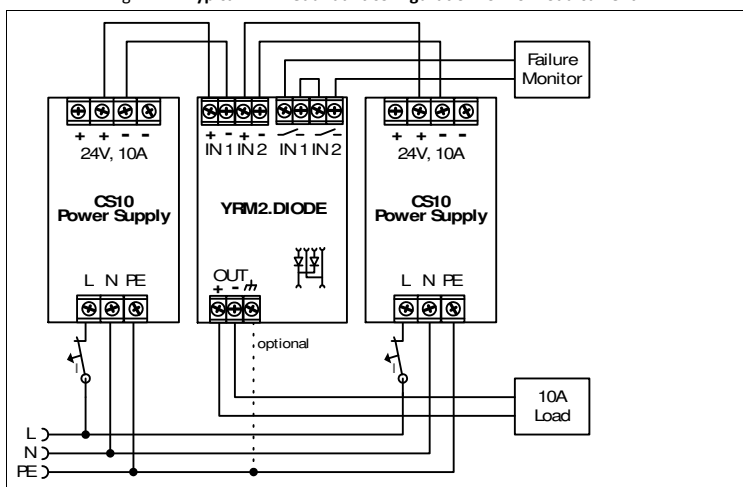 Failure
Monitor
+ + - -
24V, 10A
CS10
Power Supply
L N PE
+ - + -
IN 1 IN 2 IN 1 IN 2
YRM2.DIODE
OUT
+ -
optional
+ + - -
24V, 10A
CS10
Power Supply
L N PE
I
I
10A
Load
L
N
PE